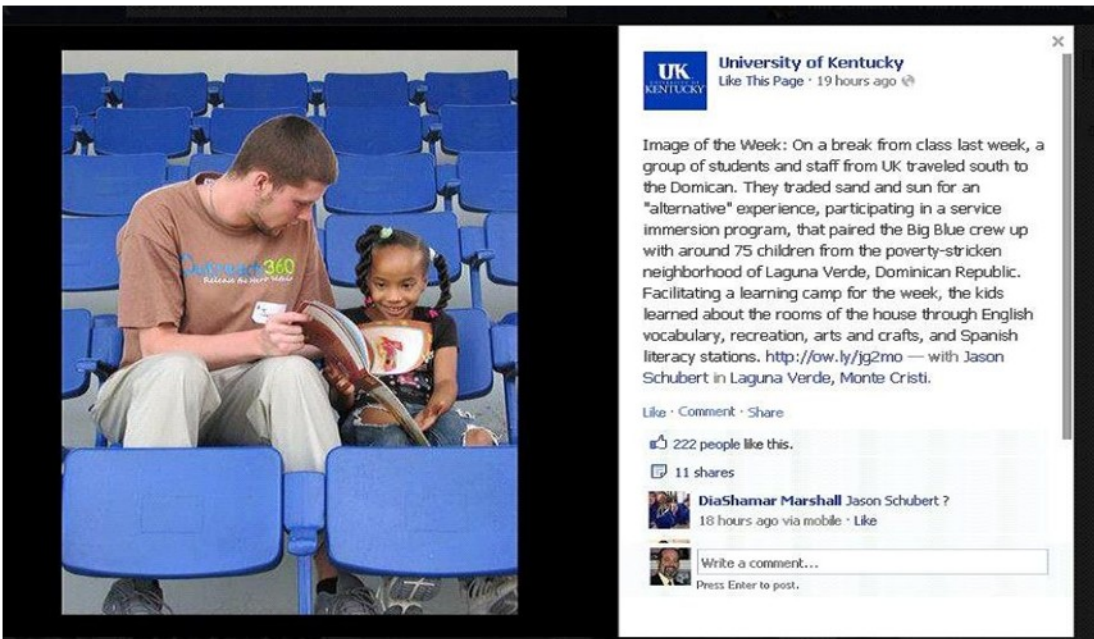 Outreach360
UK
UNIVERSITY OF
KENTUCKY
University of Kentucky
Like This Page · 19 hours ago
Image of the Week: On a break from class last week, a
group of students and staff from UK traveled south to
the Domican. They traded sand and sun for an
"alternative" experience, participating in a service
immersion program, that paired the Big Blue crew up
with around 75 children from the poverty-stricken
neighborhood of Laguna Verde, Dominican Republic.
Facilitating a learning camp for the week, the kids
learned about the rooms of the house through English
vocabulary, recreation, arts and crafts, and Spanish
literacy stations. http://ow.ly/jg2mo — with Jason
Schubert in Laguna Verde, Monte Cristi.
Like · Comment · Share
222 people like this.
11 shares
DiaShamar Marshall Jason Schubert ?
18 hours ago via mobile · Like
Write a comment...
Press Enter to post.